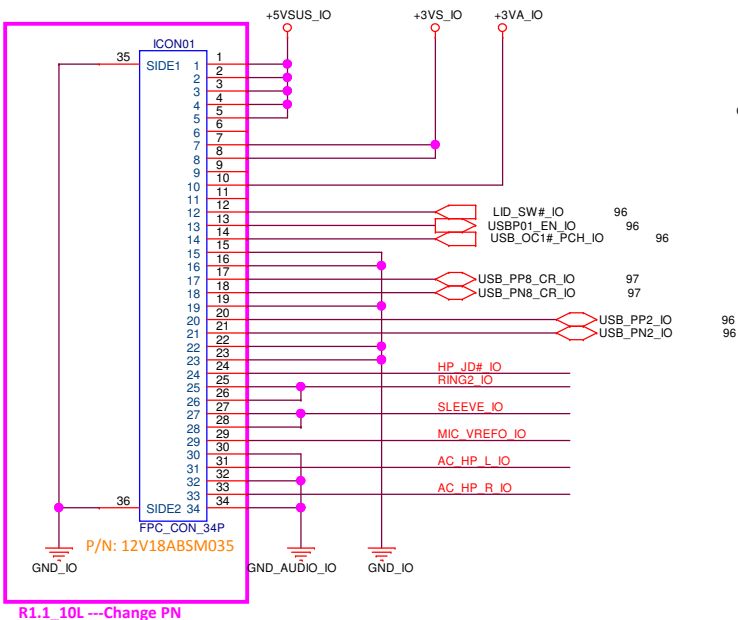 +5VSUS_IO +3VS_IO +3VA_IO
ICON01
35 SIDE1 1 1
2 2
3 3
4 4
5 5
6 6
7 7
8 8
9 9
10 10
11 11
12 12 LID_SW#_IO 96
13 13 USBP01_EN_IO 96
14 14 USB_OC1#_PCH_IO 96
15 15
16 16
17 17 USB_PP8_CR_IO 97
18 18 USB_PN8_CR_IO 97
19 19
20 20 USB_PP2_IO 96
21 21 USB_PN2_IO 96
22 22
23 23
24 24 HP_JD#_IO
25 25 RING2_IO
26 26
27 27 SLEEVE_IO
28 28
29 29 MIC_VREFO_IO
30 30
31 31 AC_HP_L_IO
32 32
33 33 AC_HP_R_IO
36 SIDE2 34 34
FPC_CON_34P
P/N: 12V18ABSM035
GND_IO GND_AUDIO_IO GND_IO
R1.1_10L ---Change PN